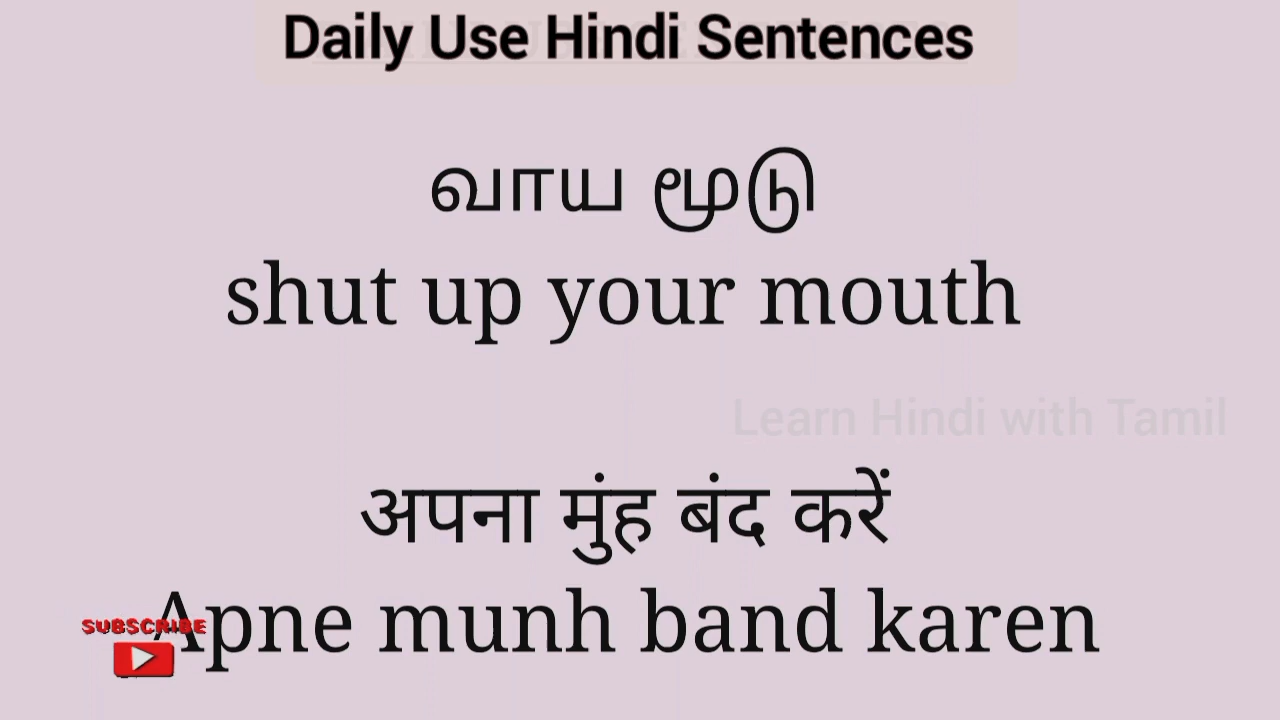 Daily Use Hindi Sentences
வாய மூடு
shut up your mouth
Learn Hindi with Tamil
अपना मुंह बंद करें
Apne munh band karen
SUBSCRIBE